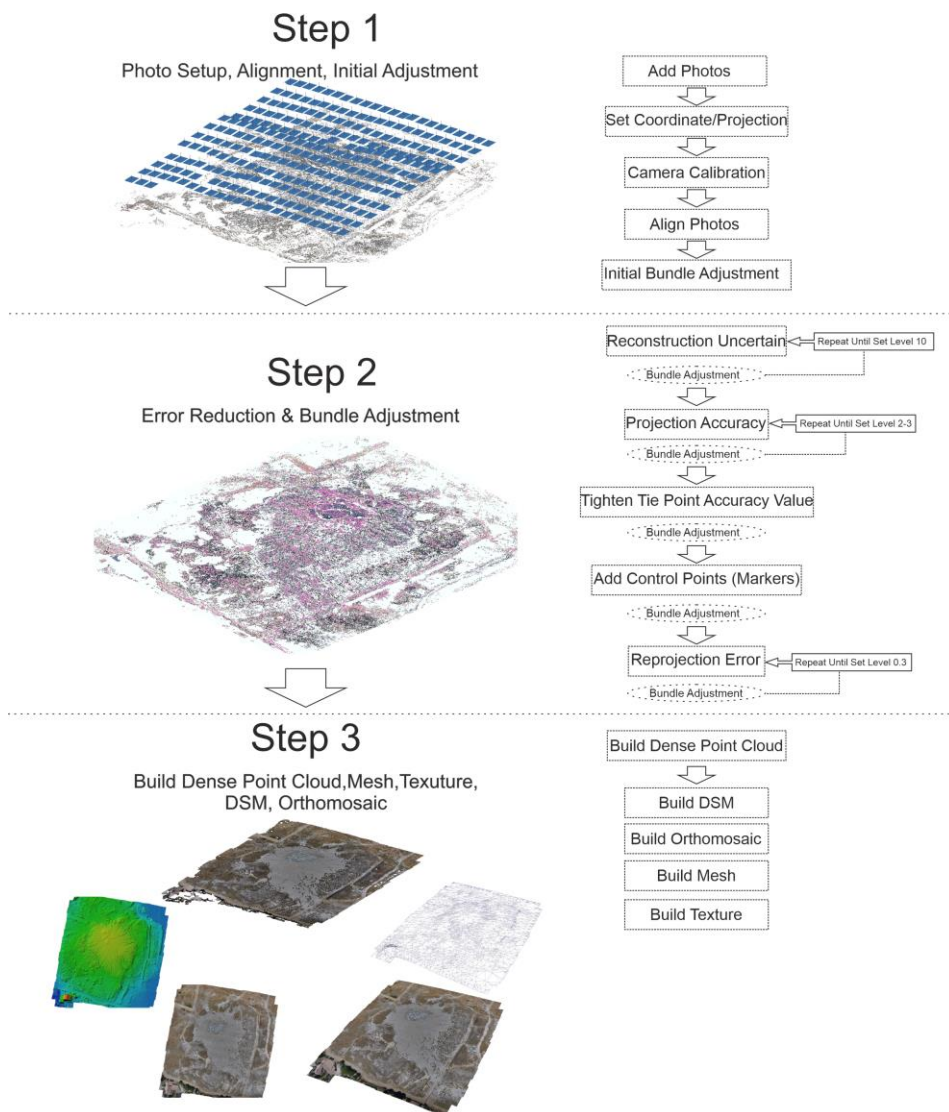 Step 1
Photo Setup, Alignment, Initial Adjustment
Add Photos
Set Coordinate/Projection
Camera Calibration
Align Photos
Initial Bundle Adjustment
Step 2
Error Reduction & Bundle Adjustment
Reconstruction Uncertain
Repeat Until Set Level 10
Bundle Adjustment
Projection Accuracy
Repeat Until Set Level 2-3
Bundle Adjustment
Tighten Tie Point Accuracy Value
Bundle Adjustment
Add Control Points (Markers)
Bundle Adjustment
Reprojection Error
Repeat Until Set Level 0.3
Bundle Adjustment
Step 3
Build Dense Point Cloud,Mesh,Texuture,
DSM, Orthomosaic
Build Dense Point Cloud
Build DSM
Build Orthomosaic
Build Mesh
Build Texture